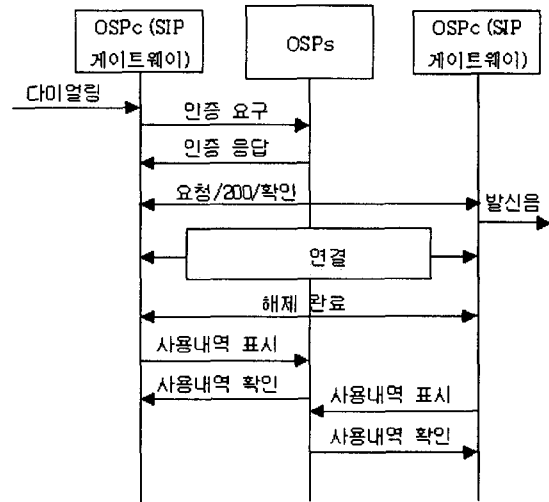 OSPc (SIP
게이트웨이)
OSPs
OSPc (SIP
게이트웨이)
다이얼링
인증 요구
인증 응답
요청/200/확인
발신음
연결
해제 완료
사용내역 표시
사용내역 확인
사용내역 표시
사용내역 확인